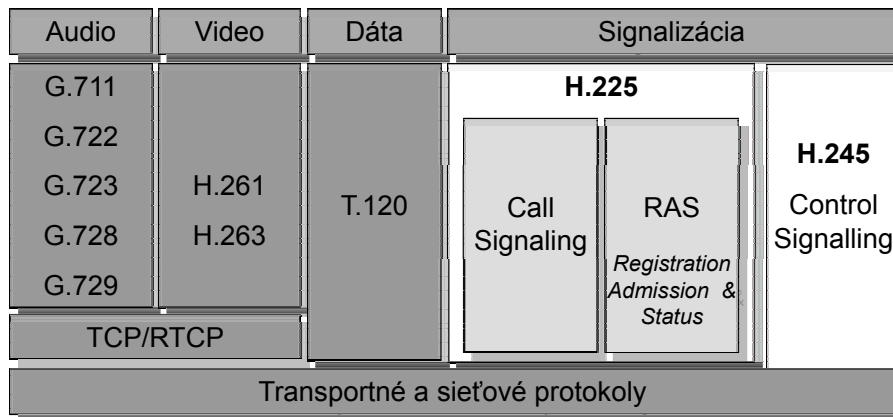 Audio
Video
Dáta
Signalizácia
G.711
G.722
G.723
G.728
G.729
H.261
H.263
T.120
H.225
Call
Signaling
RAS
Registration
Admission &
Status
H.245
Control
Signalling
TCP/RTCP
Transportné a sieťové protokoly